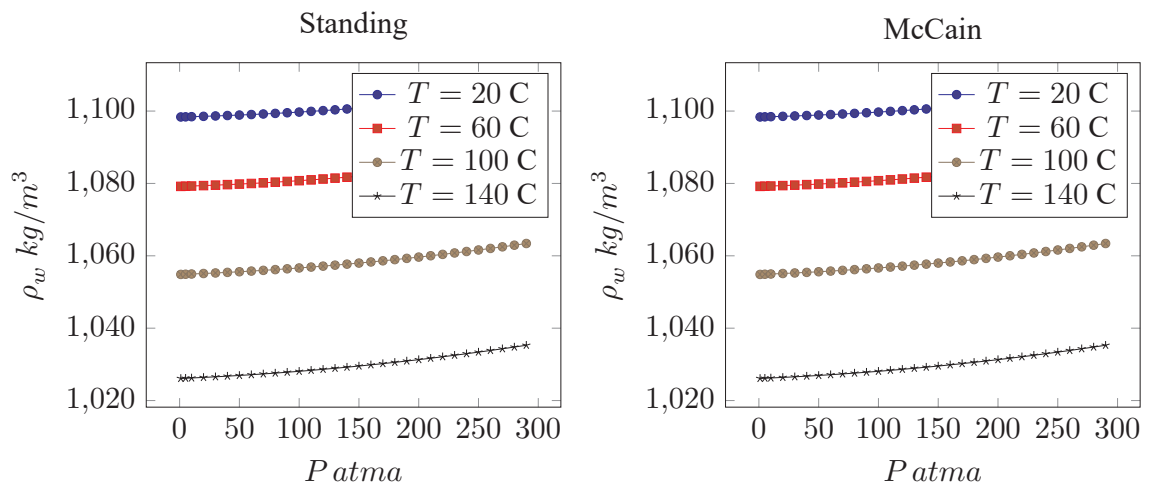 Standing
1,100
1,080
1,060
1,040
1,020
ρ_w kg/m³
0 50 100 150 200 250 300
P atma
T = 20 C
T = 60 C
T = 100 C
T = 140 C
McCain
1,100
1,080
1,060
1,040
1,020
ρ_w kg/m³
0 50 100 150 200 250 300
P atma
T = 20 C
T = 60 C
T = 100 C
T = 140 C